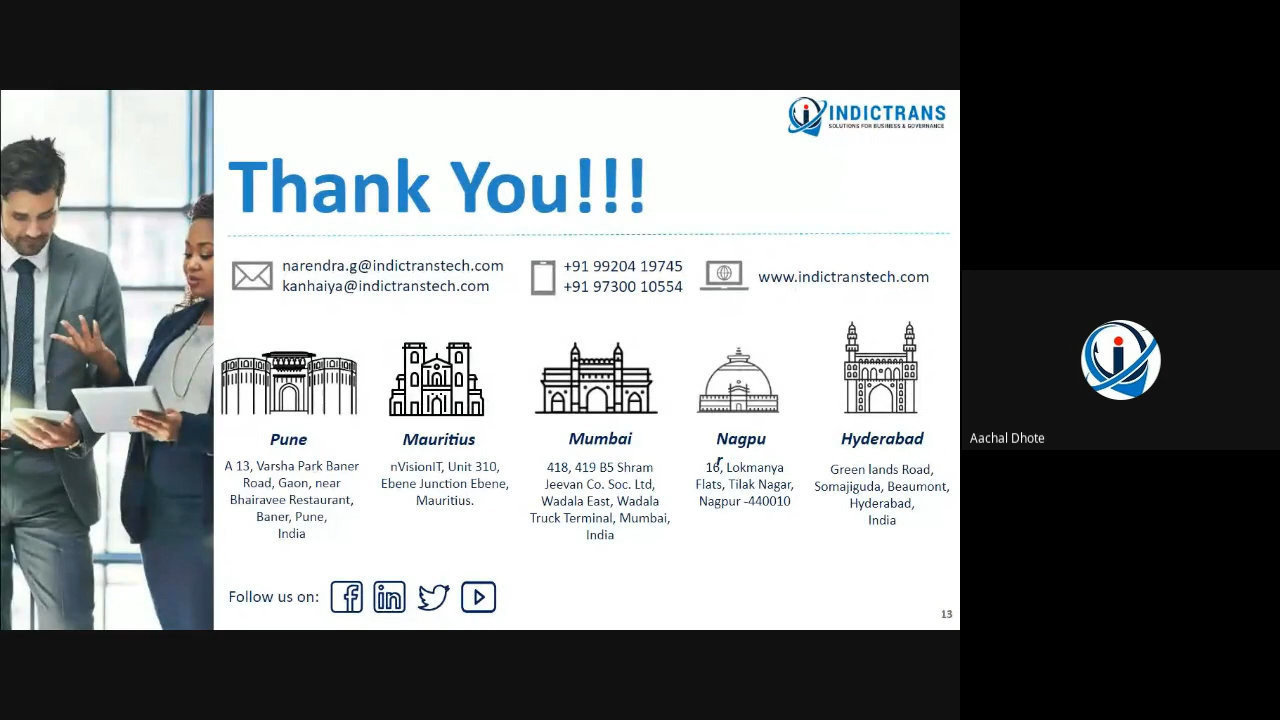 INDICTRANS
SOLUTIONS FOR BUSINESS & GOVERNANCE
Thank You!!!
narendra.g@indictranstech.com
kanhaiya@indictranstech.com
+91 99204 19745
+91 97300 10554
www.indictranstech.com
Pune
A 13, Varsha Park Baner
Road, Gaon, near
Bhairavee Restaurant,
Baner, Pune,
India
Mauritius
nVisionIT, Unit 310,
Ebene Junction Ebene,
Mauritius.
Mumbai
418, 419 B5 Shram
Jeevan Co. Soc. Ltd,
Wadala East, Wadala
Truck Terminal, Mumbai,
India
Nagpu
r
16, Lokmanya
Flats, Tilak Nagar,
Nagpur -440010
Hyderabad
Green lands Road,
Somajiguda, Beaumont,
Hyderabad,
India
Follow us on:
13
Aachal Dhote